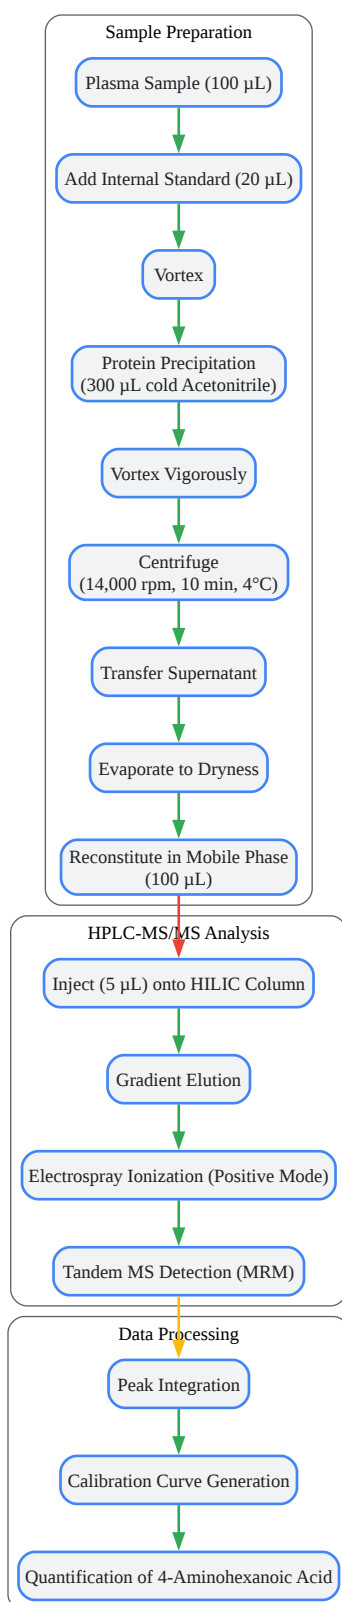 Sample Preparation
Plasma Sample (100 µL)
Add Internal Standard (20 µL)
Vortex
Protein Precipitation
(300 µL cold Acetonitrile)
Vortex Vigorously
Centrifuge
(14,000 rpm, 10 min, 4°C)
Transfer Supernatant
Evaporate to Dryness
Reconstitute in Mobile Phase
(100 µL)
HPLC-MS/MS Analysis
Inject (5 µL) onto HILIC Column
Gradient Elution
Electrospray Ionization (Positive Mode)
Tandem MS Detection (MRM)
Data Processing
Peak Integration
Calibration Curve Generation
Quantification of 4-Aminohexanoic Acid